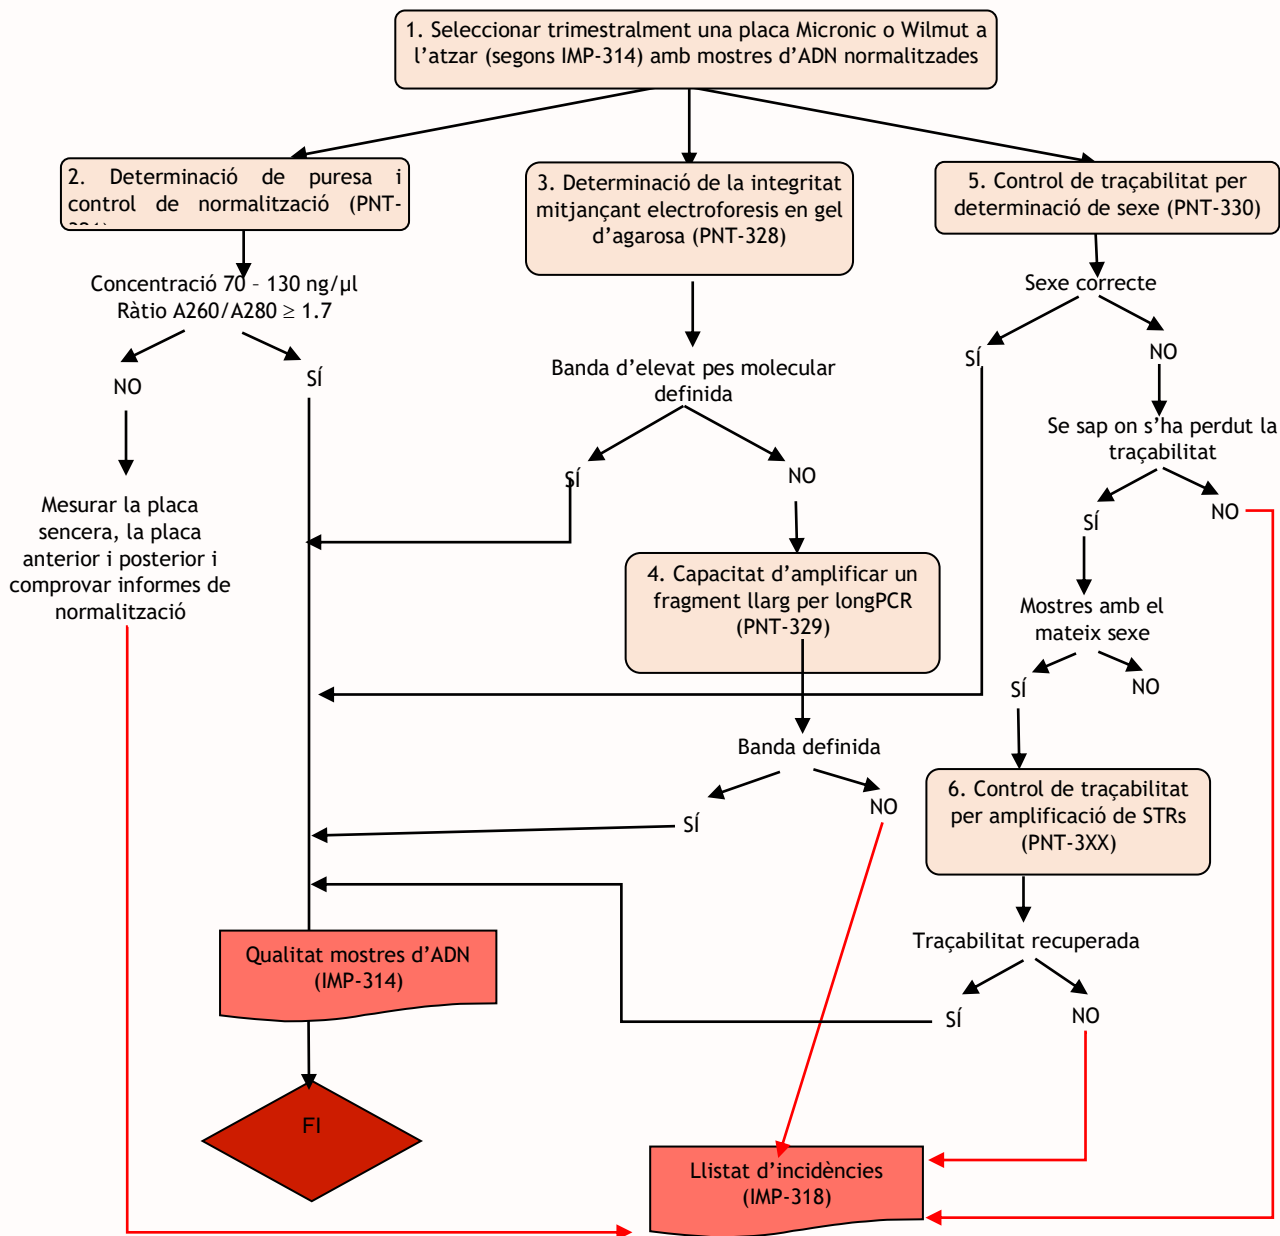 1. Seleccionar trimestralment una placa Micronic o Wilmut a
l’atzar (segons IMP-314) amb mostres d’ADN normalitzades
2. Determinació de puresa i
control de normalització (PNT-
3. Determinació de la integritat
mitjançant electroforesis en gel
d’agarosa (PNT-328)
5. Control de traçabilitat per
determinació de sexe (PNT-330)
Concentració 70 – 130 ng/µl
Ràtio A260/A280 ≥ 1.7
Sexe correcte
NO
SÍ
Banda d’elevat pes molecular
definida
SÍ
NO
Se sap on s’ha perdut la
traçabilitat
SÍ
NO
Mesurar la placa
sencera, la placa
anterior i posterior i
comprovar informes de
normalització
SÍ
NO
4. Capacitat d’amplificar un
fragment llarg per longPCR
(PNT-329)
Mostres amb el
mateix sexe
SÍ
NO
Banda definida
SÍ
NO
6. Control de traçabilitat
per amplificació de STRs
(PNT-3XX)
Traçabilitat recuperada
SÍ
NO
Qualitat mostres d’ADN
(IMP-314)
FI
Llistat d’incidències
(IMP-318)